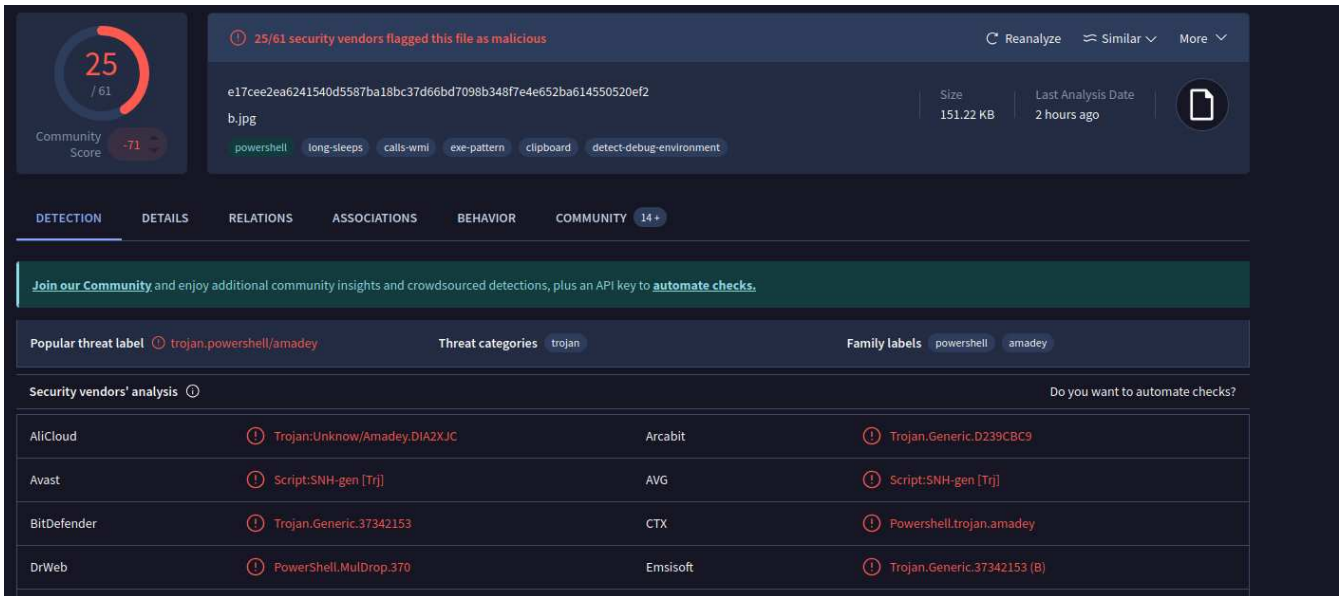 25
/ 61
Community Score
-71
25/61 security vendors flagged this file as malicious
Reanalyze
Similar
More
e17cee2ea6241540d5587ba18bc37d66bd7098b348f7e4e652ba614550520ef2
b.jpg
powershell long-sleeps calls-wmi exe-pattern clipboard detect-debug-environment
Size
151.22 KB
Last Analysis Date
2 hours ago
DETECTION DETAILS RELATIONS ASSOCIATIONS BEHAVIOR COMMUNITY 14+
Join our Community and enjoy additional community insights and crowdsourced detections, plus an API key to automate checks.
Popular threat label trojan.powershell/amadey Threat categories trojan Family labels powershell amadey
Security vendors' analysis Do you want to automate checks?
AliCloud Trojan:Unknow/Amadey.DIA2XJC Arcabit Trojan.Generic.D239CBC9
Avast Script:SNH-gen [Trj] AVG Script:SNH-gen [Trj]
BitDefender Trojan.Generic.37342153 CTX Powershell.trojan.amadey
DrWeb PowerShell.MulDrop.370 Emsisoft Trojan.Generic.37342153 (B)